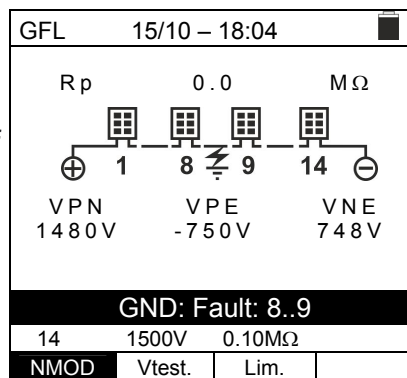 GFL 15/10 – 18:04
Rp 0.0 MΩ
1 8 9 14
VPN VPE VNE
1480V -750V 748V
GND: Fault: 8..9
14 1500V 0.10MΩ
NMOD Vtest. Lim.